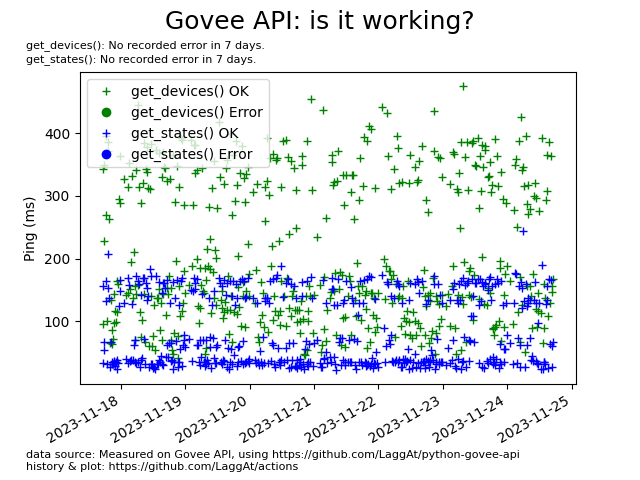 Govee API: is it working?
get_devices(): No recorded error in 7 days.
get_states(): No recorded error in 7 days.
get_devices() OK
get_devices() Error
get_states() OK
get_states() Error
Ping (ms)
400
300
200
100
2023-11-18
2023-11-19
2023-11-20
2023-11-21
2023-11-22
2023-11-23
2023-11-24
2023-11-25
data source: Measured on Govee API, using https://github.com/LaggAt/python-govee-api
history & plot: https://github.com/LaggAt/actions